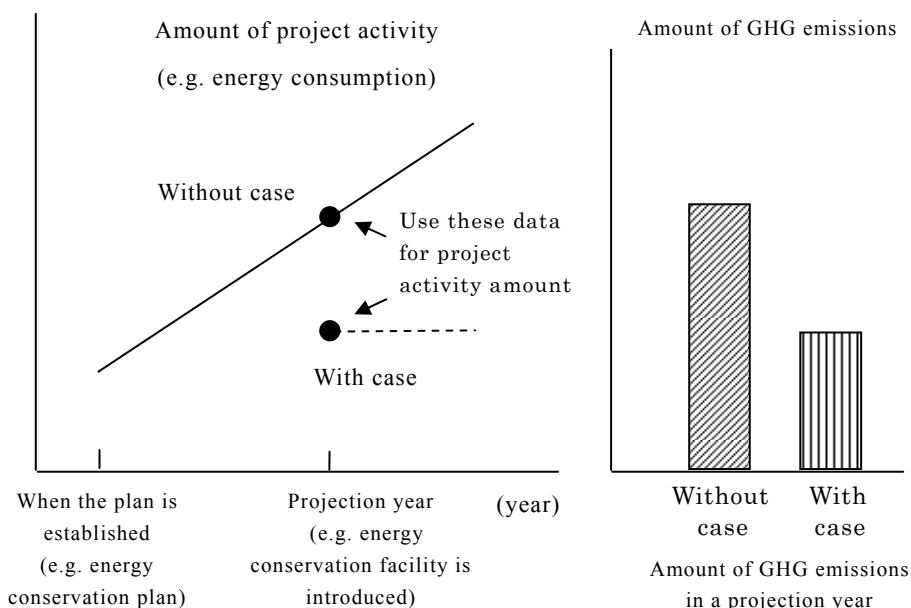 Amount of project activity
(e.g. energy consumption)
Without case
Use these data
for project
activity amount
With case
When the plan is
established
(e.g. energy
conservation plan)
Projection year
(e.g. energy
conservation facility is
introduced)
(year)
Amount of GHG emissions
Without
case
With
case
Amount of GHG emissions
in a projection year